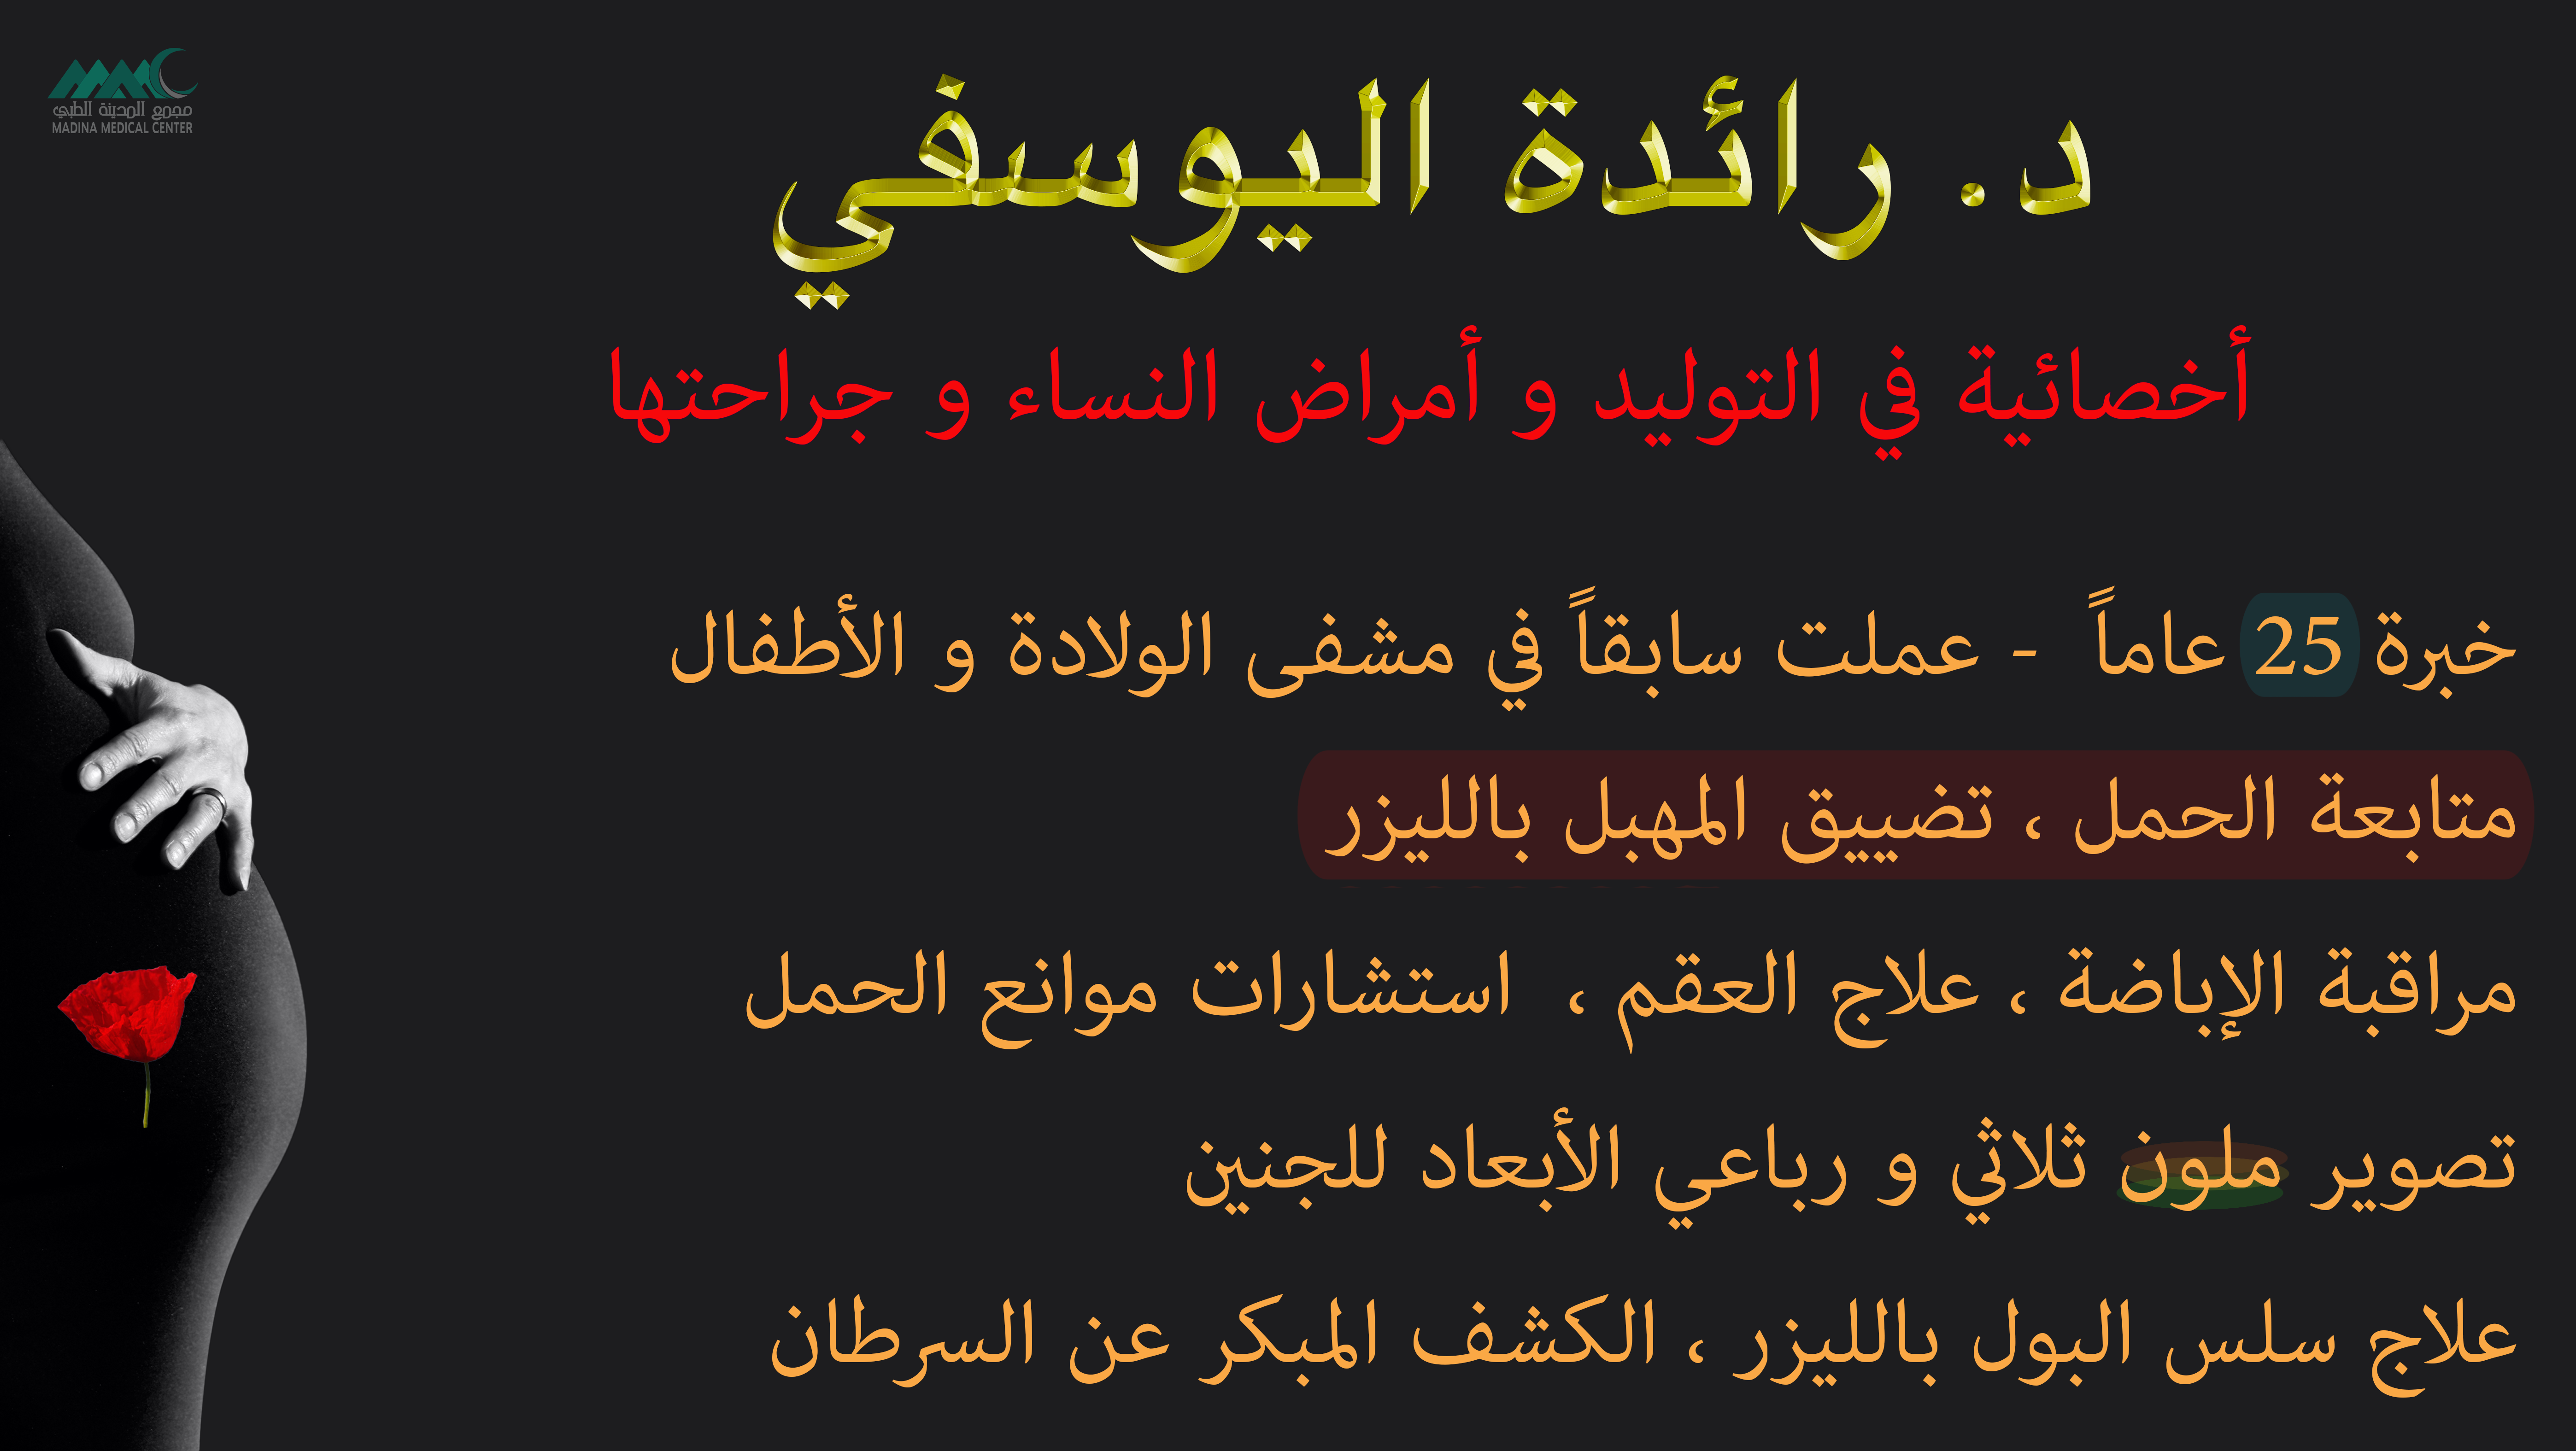 مجمع المدينة الطبي
MADINA MEDICAL CENTER
د. رائدة اليوسفي
أخصائية في التوليد و أمراض النساء و جراحتها
خبرة 25 عاماً - عملت سابقاً في مشفى الولادة و الأطفال
متابعة الحمل ، تضييق المهبل بالليزر
مراقبة الإباضة ، علاج العقم ، استشارات موانع الحمل
تصوير ملون ثلاثي و رباعي الأبعاد للجنين
علاج سلس البول بالليزر ، الكشف المبكر عن السرطان